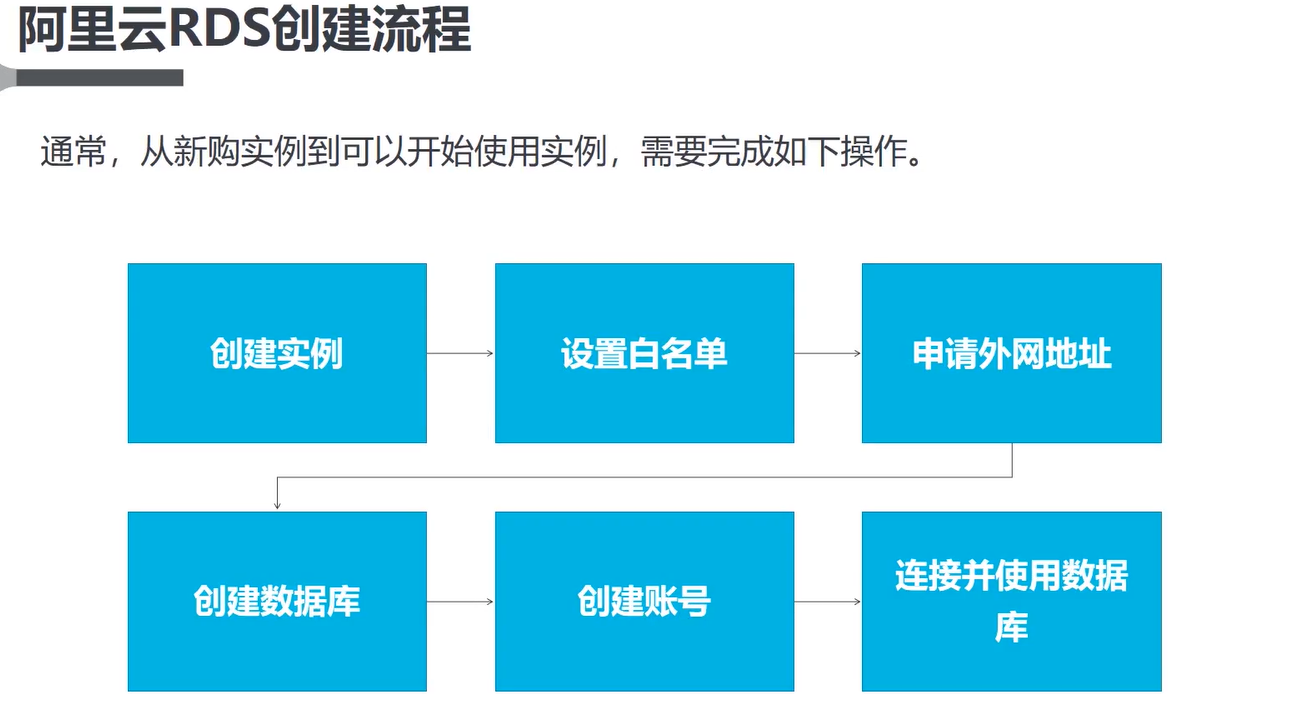 阿里云RDS创建流程
通常，从新购实例到可以开始使用实例，需要完成如下操作。
创建实例
设置白名单
申请外网地址
创建数据库
创建账号
连接并使用数据
库